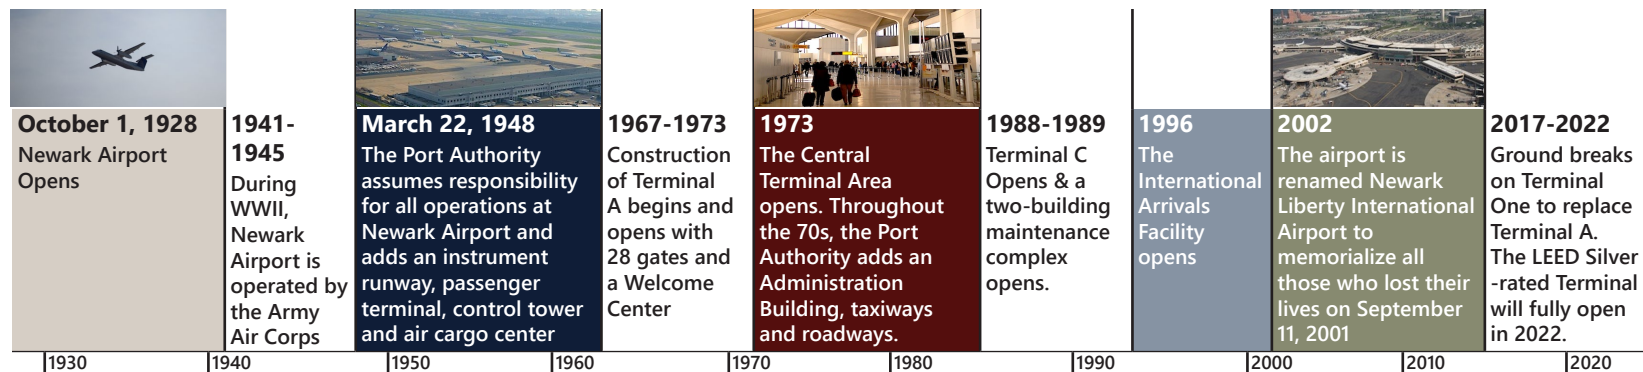 October 1, 1928
Newark Airport
Opens
1941-
1945
During
WWII,
Newark
Airport is
operated by
the Army
Air Corps
March 22, 1948
The Port Authority
assumes responsibility
for all operations at
Newark Airport and
adds an instrument
runway, passenger
terminal, control tower
and air cargo center
1967-1973
Construction
of Terminal
A begins and
opens with
28 gates and
a Welcome
Center
1973
The Central
Terminal Area
opens. Throughout
the 70s, the Port
Authority adds an
Administration
Building, taxiways
and roadways.
1988-1989
Terminal C
Opens & a
two-building
maintenance
complex
opens.
1996
The
International
Arrivals
Facility
opens
2002
The airport is
renamed Newark
Liberty International
Airport to
memorialize all
those who lost their
lives on September
11, 2001
2017-2022
Ground breaks
on Terminal
One to replace
Terminal A.
The LEED Silver
-rated Terminal
will fully open
in 2022.
1930
1940
1950
1960
1970
1980
1990
2000
2010
2020